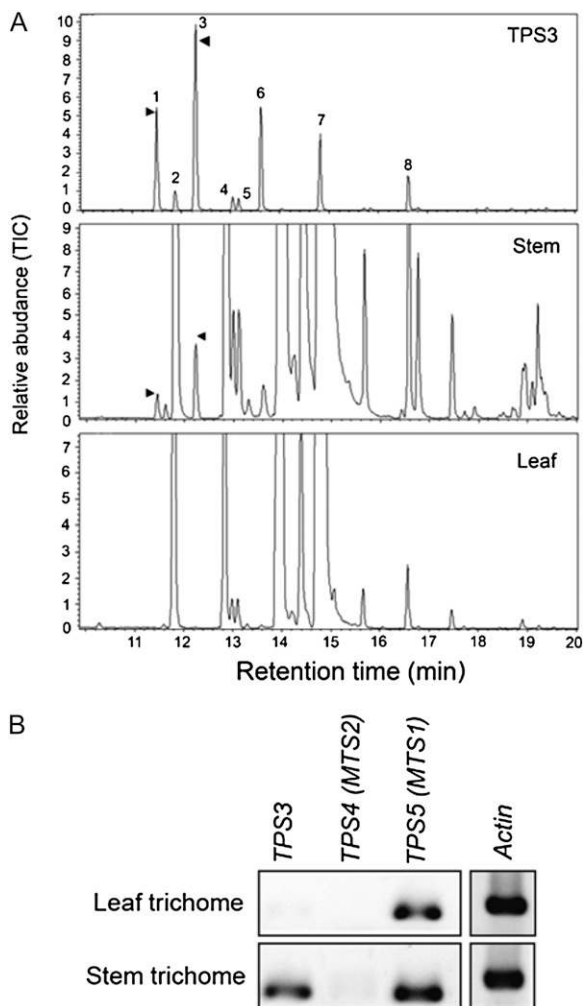 A
Relative abudance (TIC)
10
9
8
7
6
5
4
3
2
1
0
1
2
3
4
5
6
7
8
TPS3
9
8
7
6
5
4
3
2
1
0
Stem
7
6
5
4
3
2
1
0
Leaf
11 12 13 14 15 16 17 18 19 20
Retention time (min)
B
TPS3
TPS4 (MTS2)
TPS5 (MTS1)
Actin
Leaf trichome
Stem trichome